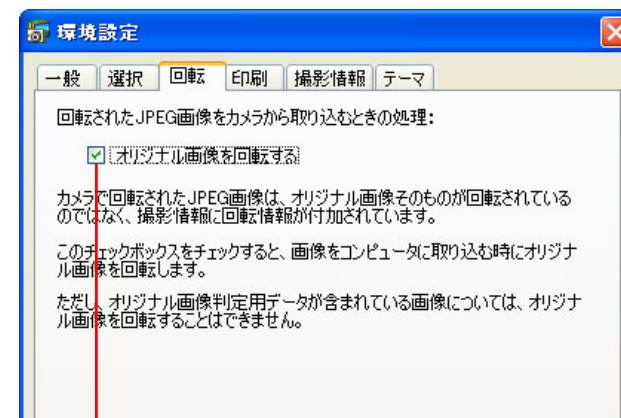 環境設定
一般 選択 回転 印刷 撮影情報 テーマ
回転されたJPEG画像をカメラから取り込むときの処理:
オリジナル画像を回転する
カメラで回転されたJPEG画像は、オリジナル画像そのものが回転されている
のではなく、撮影情報に回転情報が付加されています。
このチェックボックスをチェックすると、画像をコンピュータに取り込む時にオリジナ
ル画像を回転します。
ただし、オリジナル画像判定用データが含まれている画像については、オリジナ
ル画像を回転することはできません。